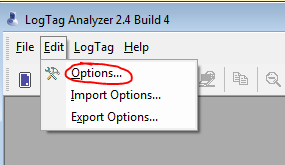 LogTag Analyzer 2.4 Build 4
File Edit LogTag Help
Options...
Import Options...
Export Options...